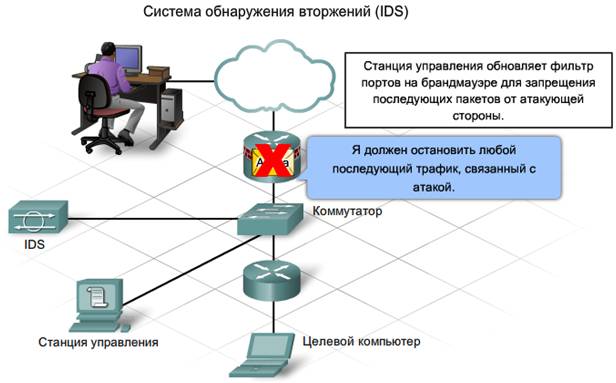 Система обнаружения вторжений (IDS)
Станция управления обновляет фильтр
портов на брандмауэре для запрещения
последующих пакетов от атакующей
стороны.
Я должен остановить любой
последующий трафик, связанный с
атакой.
Коммутатор
IDS
Станция управления
Целевой компьютер